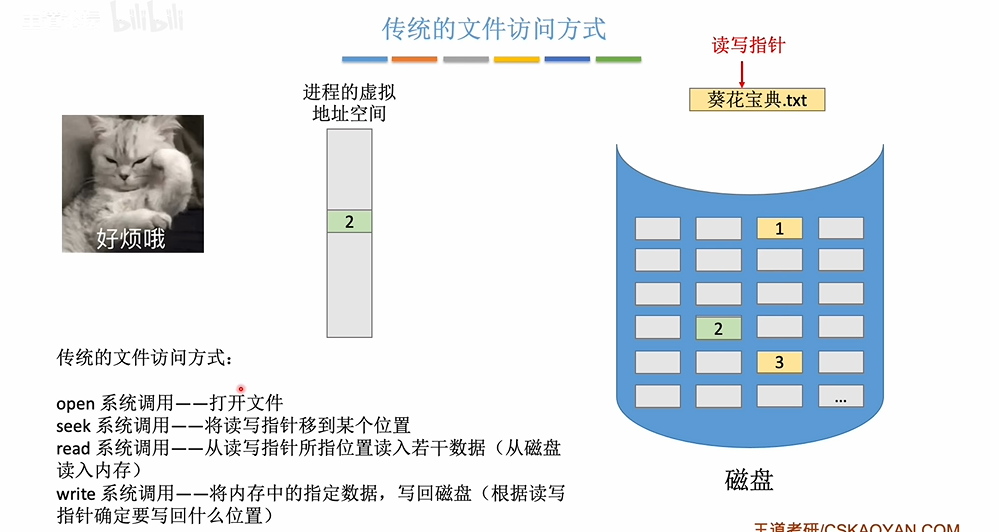 bilibili
传统的文件访问方式
读写指针
葵花宝典.txt
进程的虚拟
地址空间
2
好烦哦
1
2
3
...
磁盘
传统的文件访问方式：
open 系统调用——打开文件
seek 系统调用——将读写指针移到某个位置
read 系统调用——从读写指针所指位置读入若干数据（从磁盘
读入内存）
write 系统调用——将内存中的指定数据，写回磁盘（根据读写
指针确定要写回什么位置）
王道考研/CSKAOYAN.COM